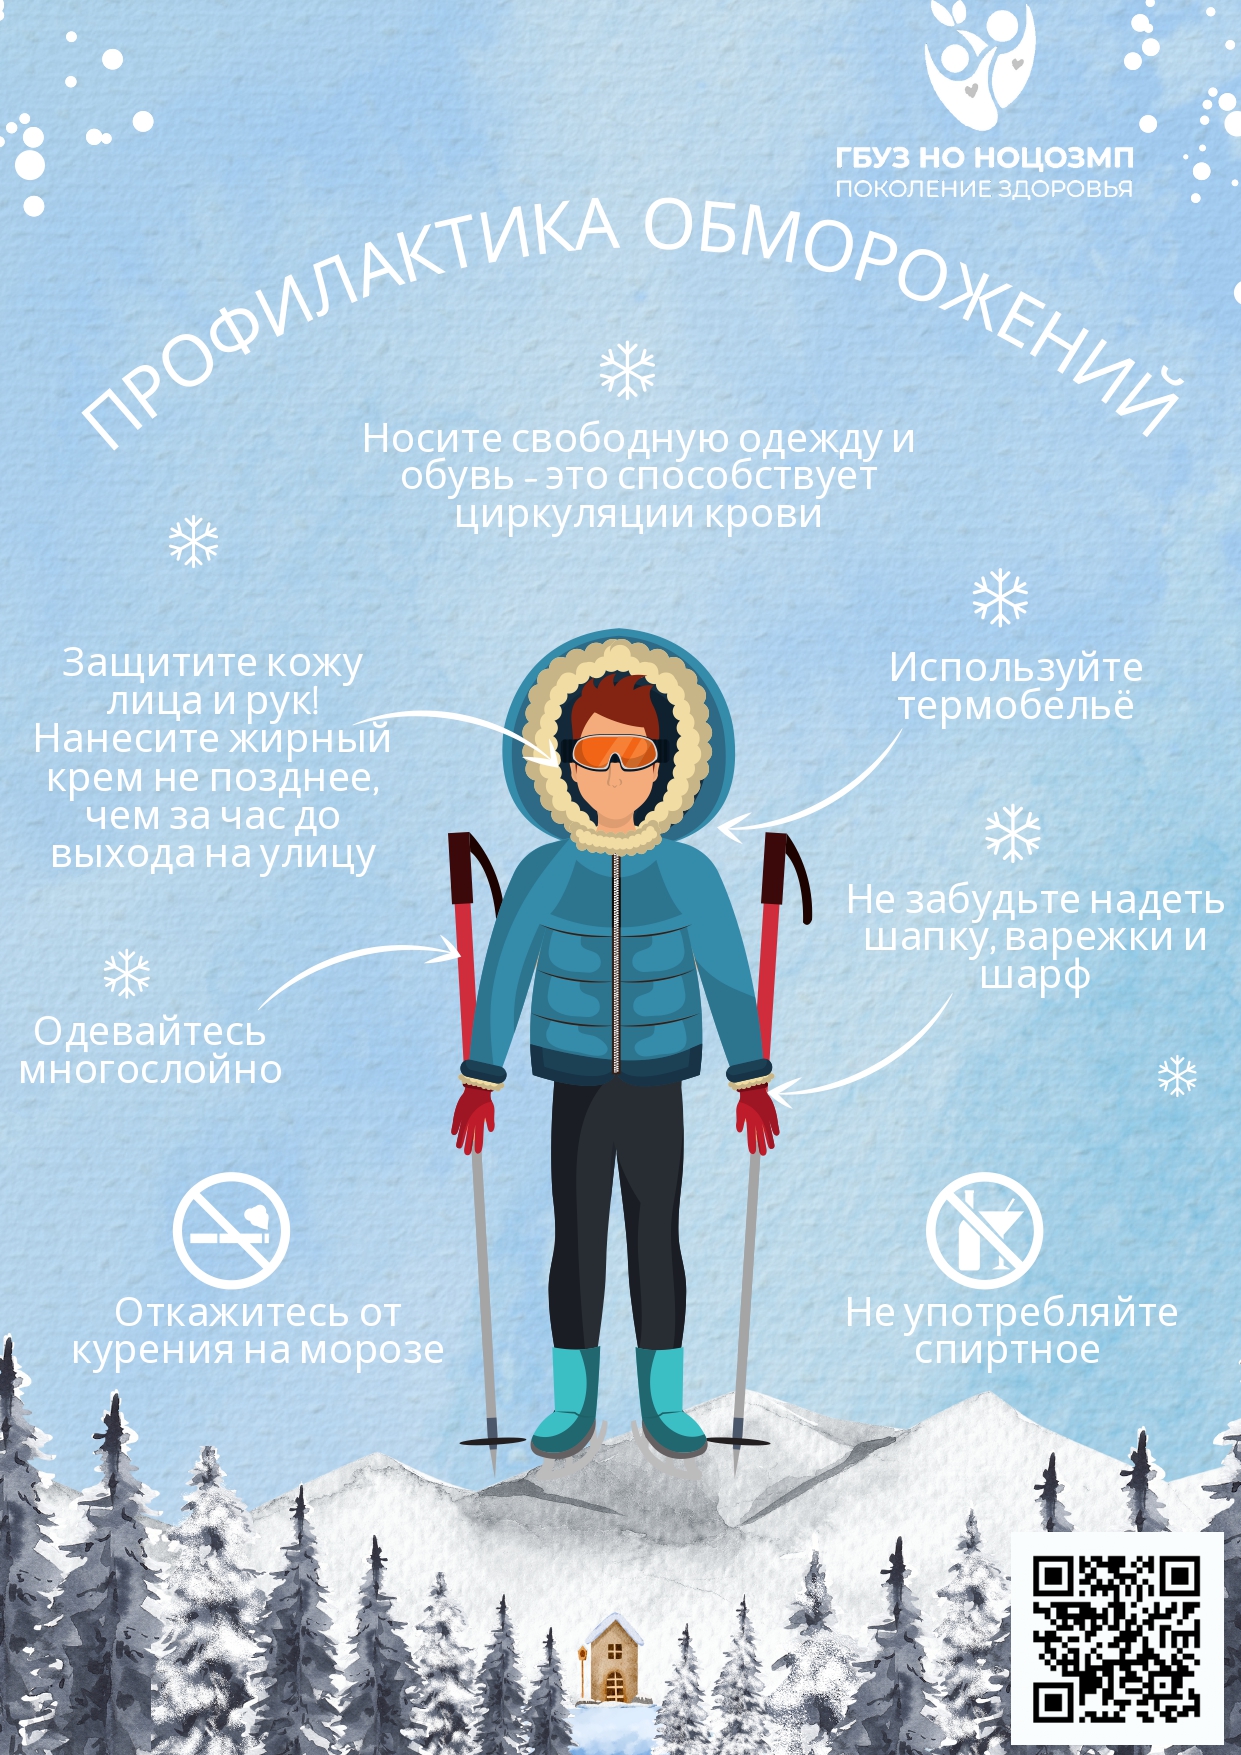 ГБУЗ НО НОЦОЗМП
ПОКОЛЕНИЕ ЗДОРОВЬЯ
ПРОФИЛАКТИКА ОБМОРОЖЕНИЙ
Носите свободную одежду и
обувь - это способствует
циркуляции крови
Защитите кожу
лица и рук!
Нанесите жирный
крем не позднее,
чем за час до
выхода на улицу
Используйте
термобельё
Не забудьте надеть
шапку, варежки и
шарф
Одевайтесь
многослойно
Откажитесь от
курения на морозе
Не употребляйте
спиртное